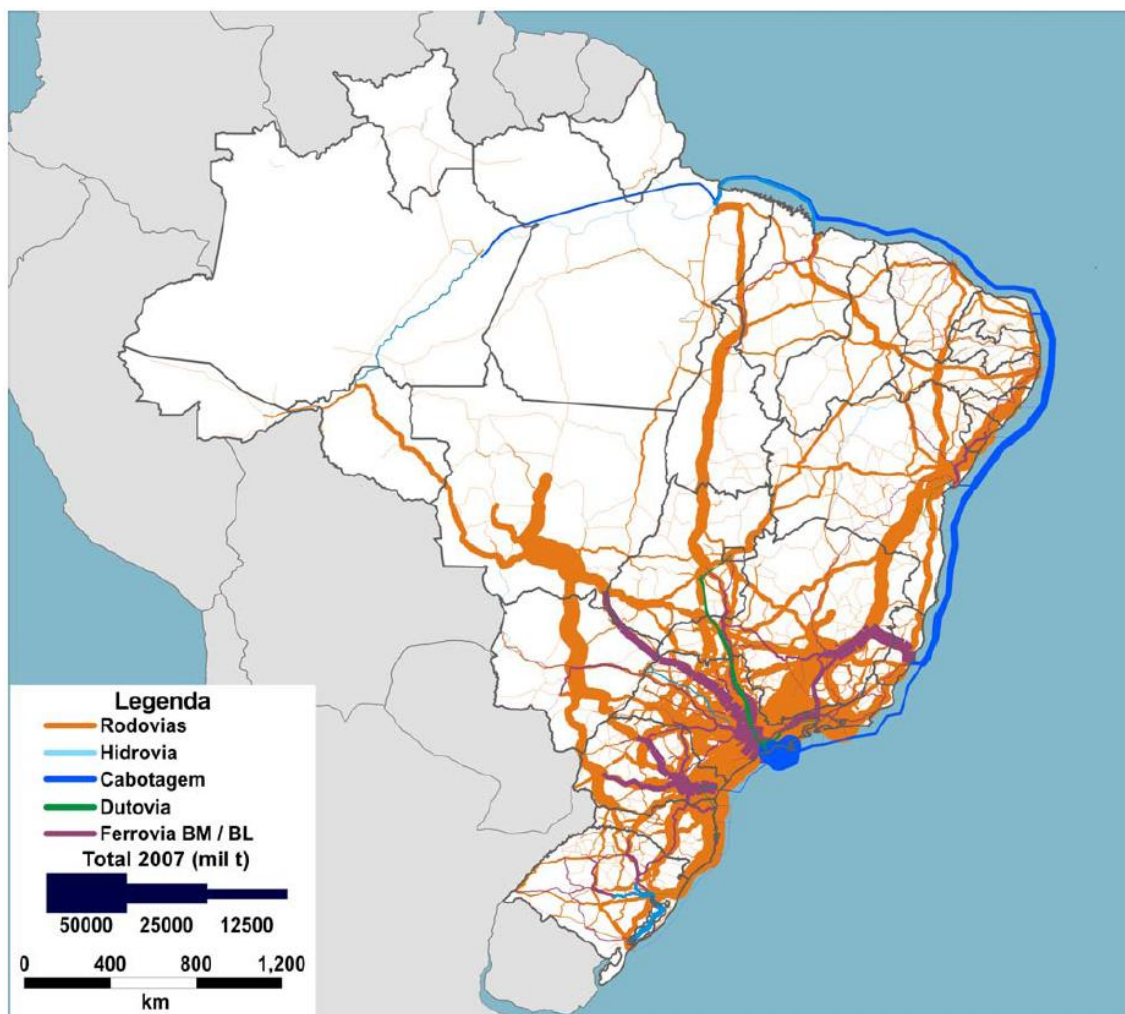 Legenda
Rodovias
Hidrovia
Cabotagem
Dutovia
Ferrovia BM / BL
Total 2007 (mil t)
50000 25000 12500
0 400 800 1,200
km